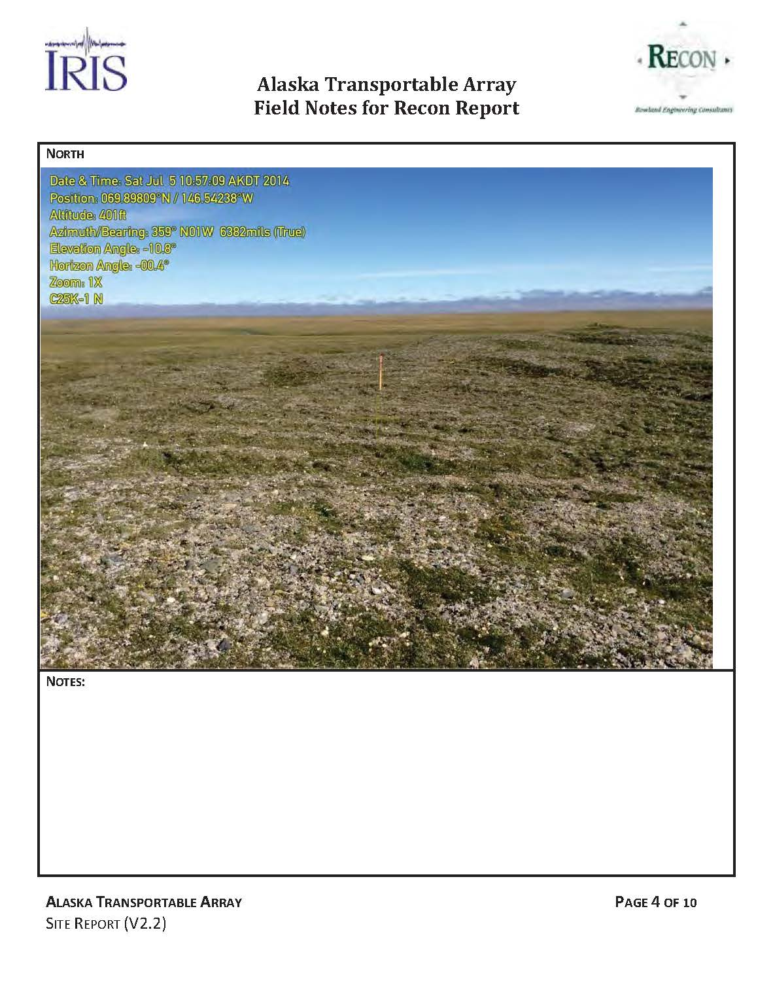 IRIS
RECON
Rowland Engineering Consultants
Alaska Transportable Array
Field Notes for Recon Report
NORTH
Date & Time: Sat Jul 5 10:57:09 AKDT 2014
Position: 069.89809°N / 146.54238°W
Altitude: 401ft
Azimuth/Bearing: 359° N01W 6382mils (True)
Elevation Angle: -10.8°
Horizon Angle: -00.4°
Zoom: 1X
C25K-1 N
NOTES:
ALASKA TRANSPORTABLE ARRAY
PAGE 4 OF 10
SITE REPORT (V2.2)